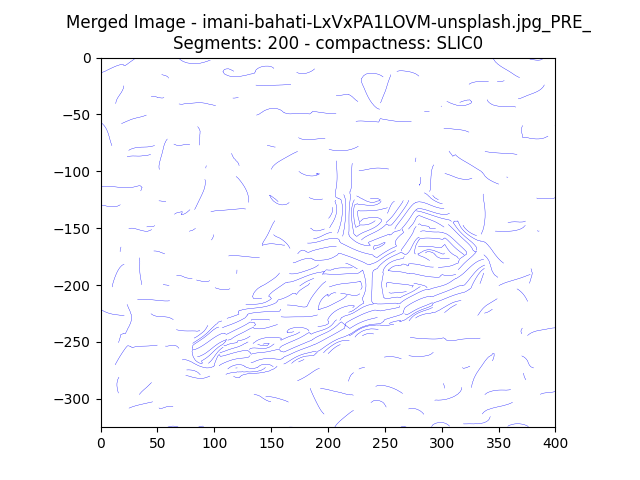 Merged Image - imani-bahati-LxVxPA1LOVM-unsplash.jpg_PRE_
Segments: 200 - compactness: SLIC0
0
−50
−100
−150
−200
−250
−300
0 50 100 150 200 250 300 350 400